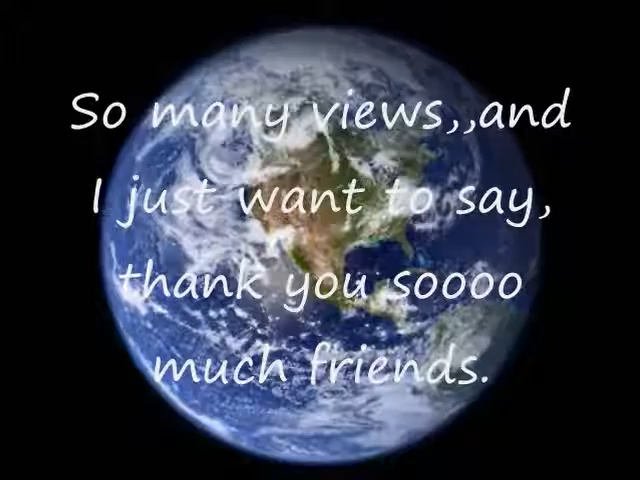 So many views,,and
I just want to say,
thank you soooo
much friends.